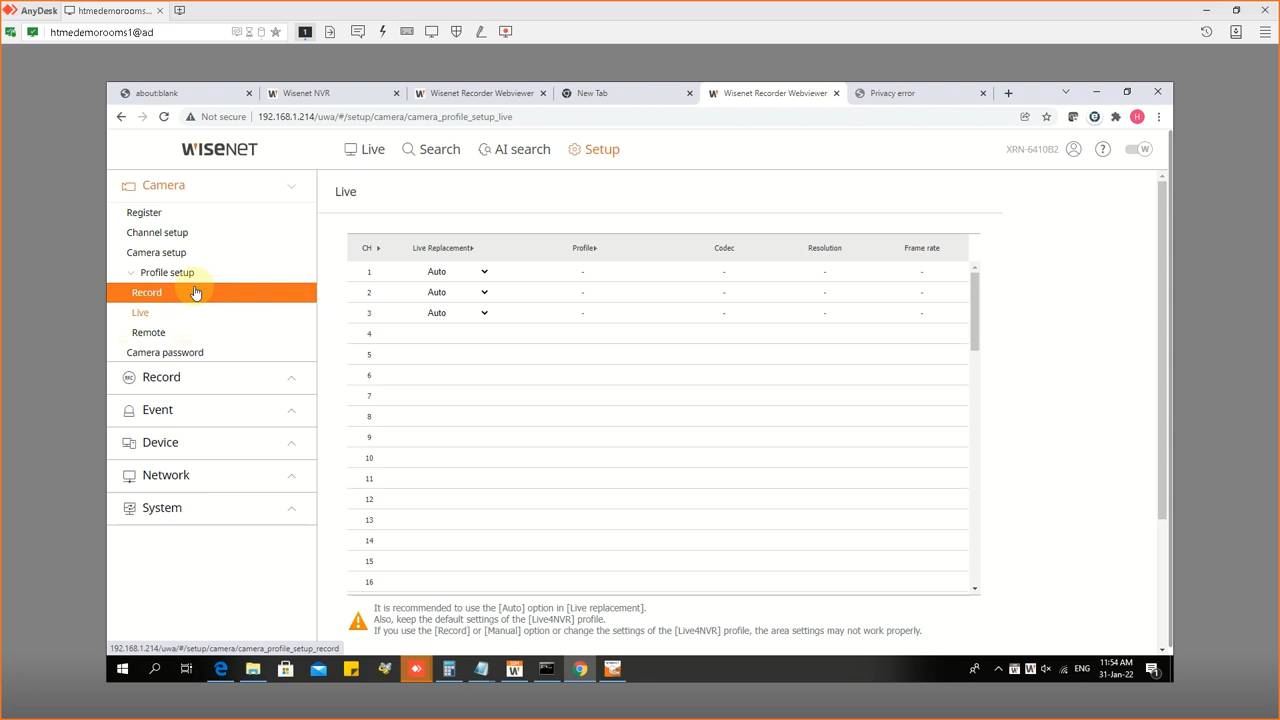 AnyDesk
htmedemorooms...
htmedemorooms1@ad
1
about:blank
Wisenet NVR
Wisenet Recorder Webviewer
New Tab
Wisenet Recorder Webviewer
Privacy error
Not secure
192.168.1.214/uwa/#/setup/camera/camera_profile_setup_live
H
WISENET
Live
Search
AI search
Setup
XRN-6410B2
?
W
Camera
Register
Channel setup
Camera setup
Profile setup
Record
Live
Remote
Camera password
REC
Record
Event
Device
Network
System
Live
CH Live Replacement Profile Codec Resolution Frame rate
1 Auto - - - -
2 Auto - - - -
3 Auto - - - -
4
5
6
7
8
9
10
11
12
13
14
15
16
It is recommended to use the [Auto] option in [Live replacement].
Also, keep the default settings of the [Live4NVR] profile.
If you use the [Record] or [Manual] option or change the settings of the [Live4NVR] profile, the area settings may not work properly.
192.168.1.214/uwa/#/setup/camera/camera_profile_setup_record
ENG
11:54 AM
31-Jan-22
1